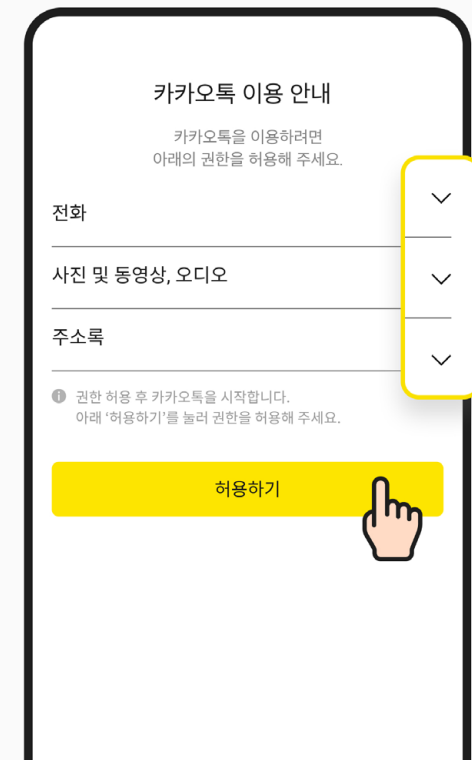 카카오톡 이용 안내
카카오톡을 이용하려면
아래의 권한을 허용해 주세요.
전화
사진 및 동영상, 오디오
주소록
권한 허용 후 카카오톡을 시작합니다.
아래 ‘허용하기’를 눌러 권한을 허용해 주세요.
허용하기